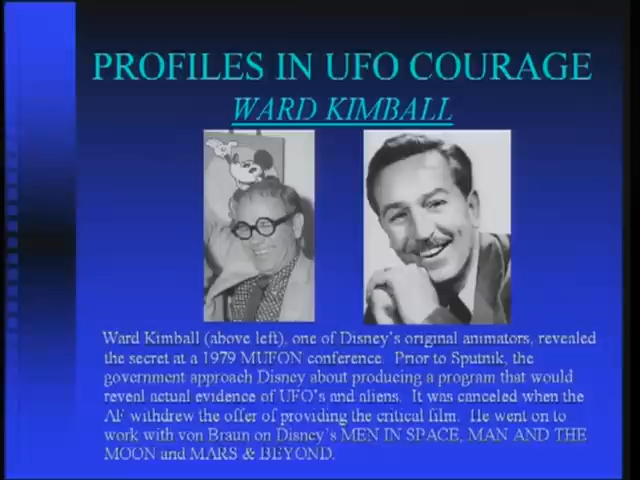 PROFILES IN UFO COURAGE
WARD KIMBALL
Ward Kimball (above left), one of Disney's original animators, revealed
the secret at a 1979 MUFON conference. Prior to Sputnik, the
government approach Disney about producing a program that would
reveal actual evidence of UFO's and aliens. It was canceled when the
AF withdrew the offer of providing the critical film. He went on to
work with von Braun on Disney's MEN IN SPACE, MAN AND THE
MOON and MARS & BEYOND.